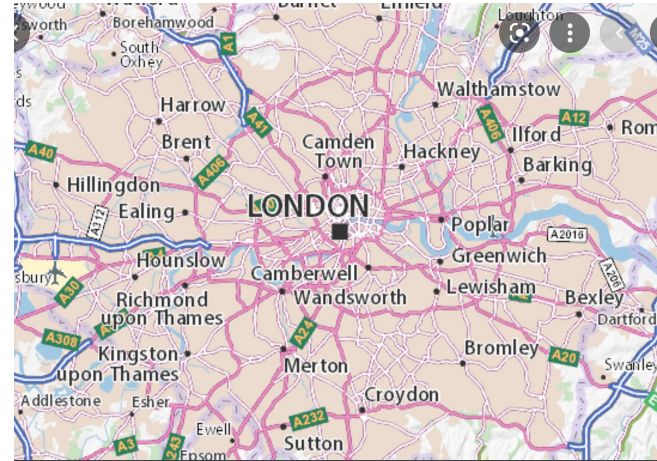 Borehamwood
Loughton
A1
M25
South
Oxhey
Walthamstow
Harrow
A41
A406
A12
Ilford
Brent
Camden
Town
Hackney
A40
A406
Barking
Hillingdon
LONDON
Ealing
A312
Poplar
A2016
Hounslow
Greenwich
Camberwell
A206
A30
Richmond
upon Thames
Wandsworth
Lewisham
Bexley
Dartford
A308
A24
Kingston
upon Thames
Merton
Bromley
A20
Swanley
Addlestone
Esher
Croydon
A232
Ewell
Sutton
A3
Epsom